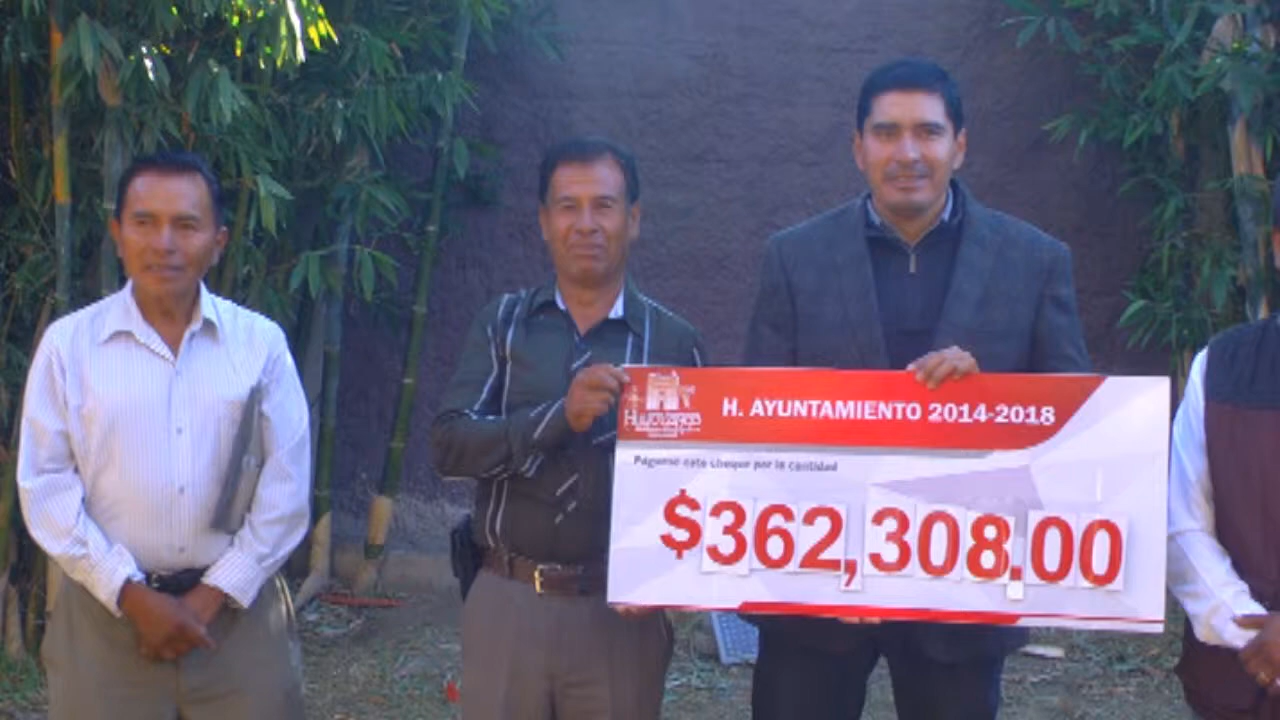 H. AYUNTAMIENTO 2014-2018
Páguese este cheque por la cantidad
$362,308.00